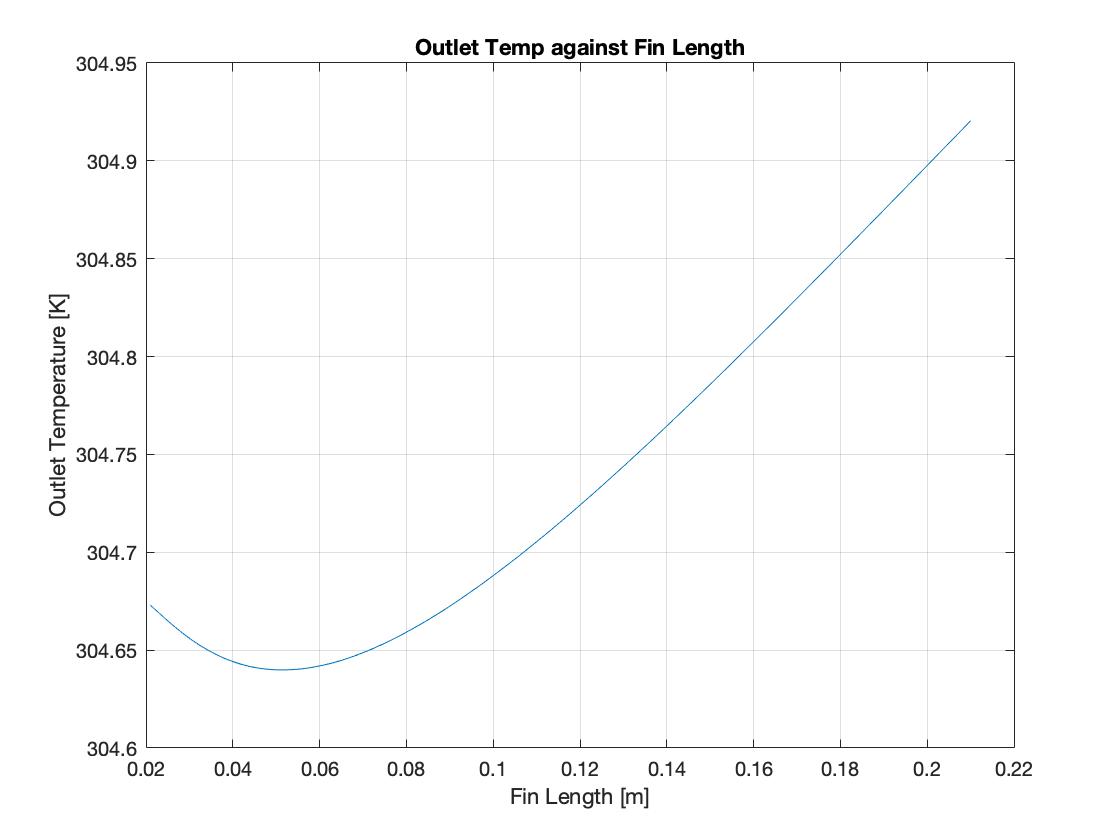 Outlet Temp against Fin Length
304.95
304.9
304.85
304.8
304.75
304.7
304.65
304.6
Outlet Temperature [K]
0.02 0.04 0.06 0.08 0.1 0.12 0.14 0.16 0.18 0.2 0.22
Fin Length [m]